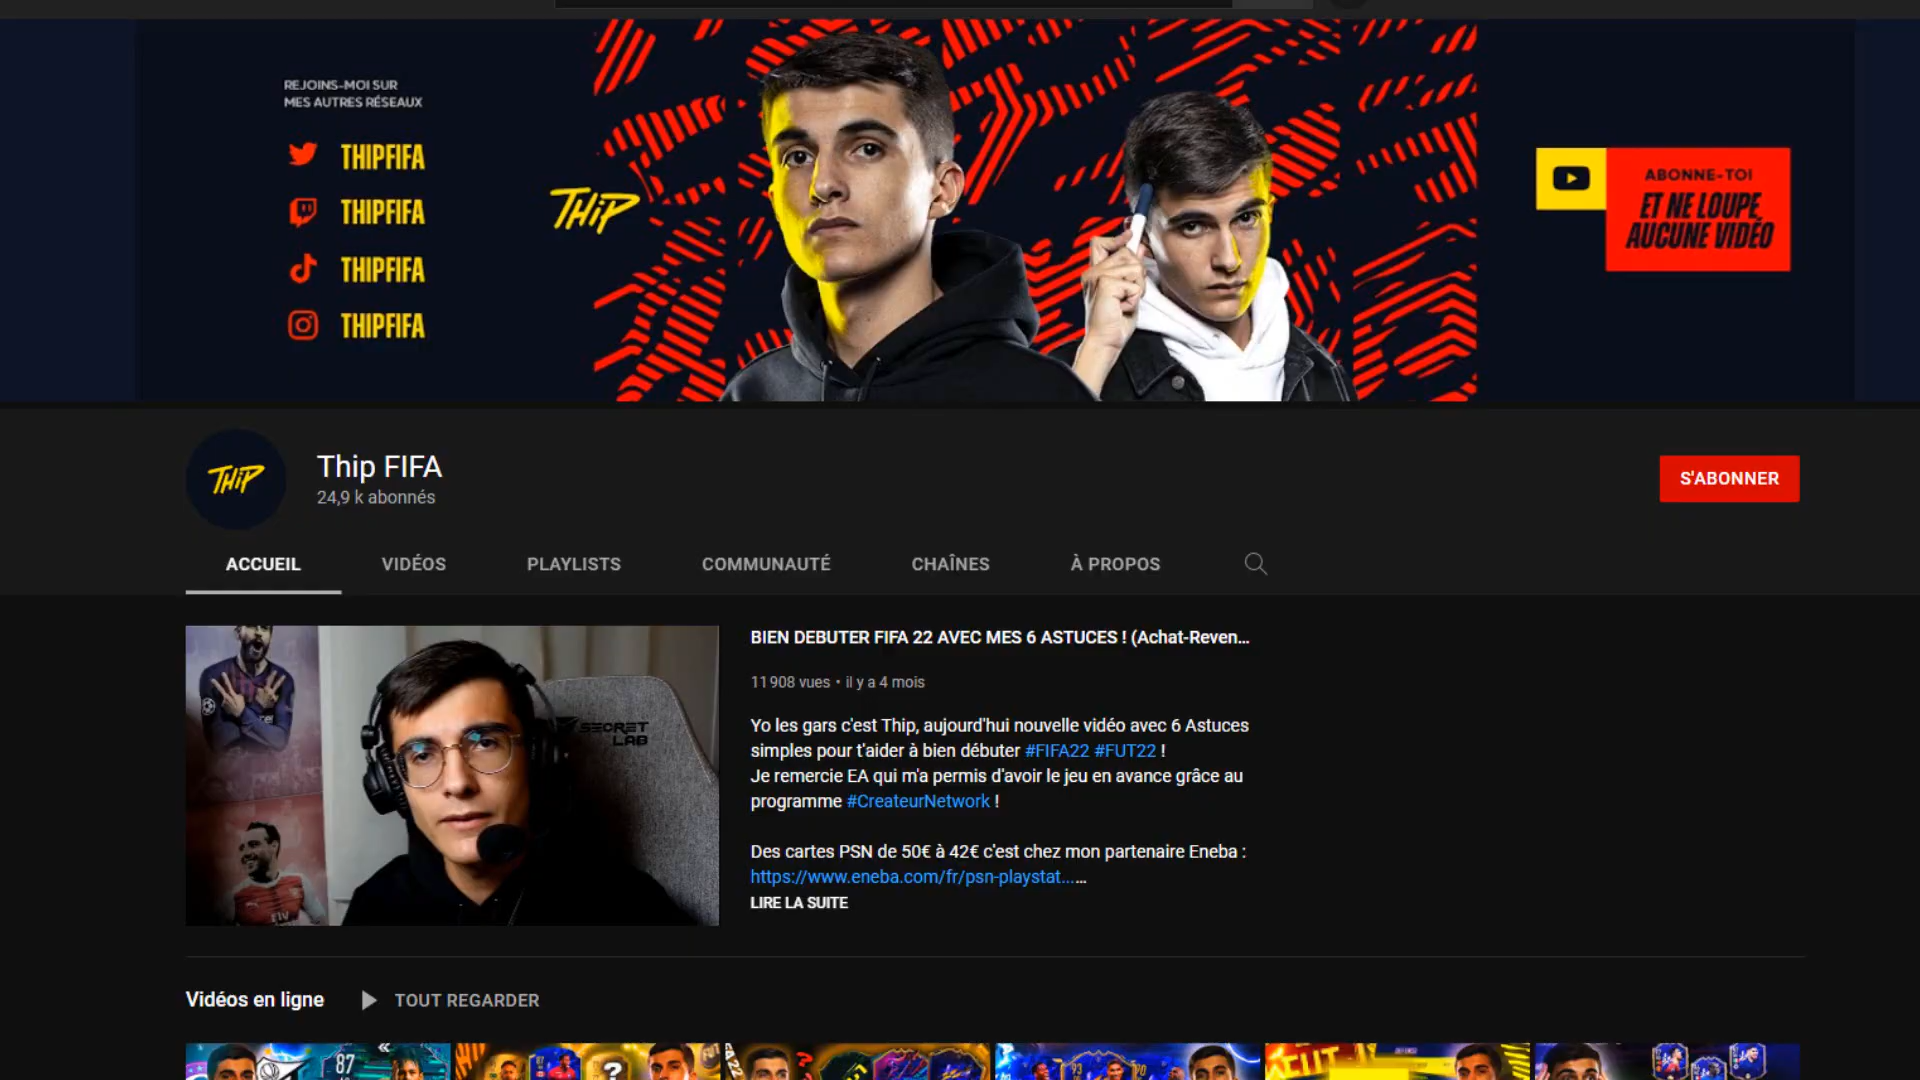 REJOINS-MOI SUR
MES AUTRES RÉSEAUX
THIPFIFA
THIPFIFA
THIPFIFA
THIPFIFA
THIP
ABONNE-TOI
ET NE LOUPE
AUCUNE VIDÉO
THIP
Thip FIFA
24,9 k abonnés
S'ABONNER
ACCUEIL
VIDÉOS
PLAYLISTS
COMMUNAUTÉ
CHAÎNES
À PROPOS
SECRET
LAB
BIEN DEBUTER FIFA 22 AVEC MES 6 ASTUCES ! (Achat-Reven...
11 908 vues • il y a 4 mois
Yo les gars c'est Thip, aujourd'hui nouvelle vidéo avec 6 Astuces
simples pour t'aider à bien débuter #FIFA22 #FUT22 !
Je remercie EA qui m'a permis d'avoir le jeu en avance grâce au
programme #CreateurNetwork !
Des cartes PSN de 50€ à 42€ c'est chez mon partenaire Eneba :
https://www.eneba.com/fr/psn-playstat......
LIRE LA SUITE
Vidéos en ligne
TOUT REGARDER
87
?